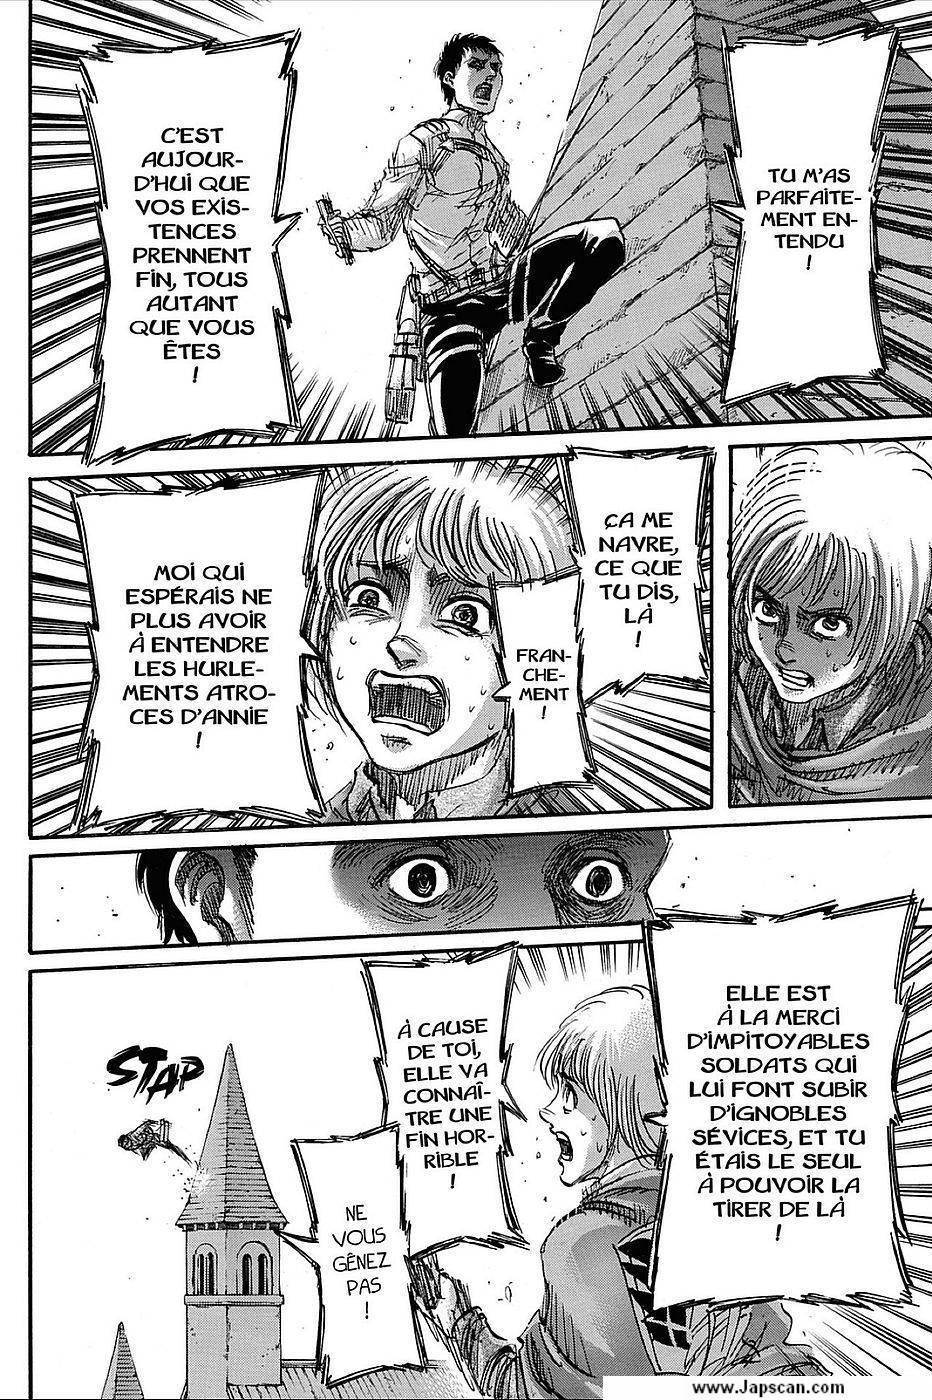 TU M'AS
PARFAITE-
MENT EN-
TENDU
!
C'EST
AUJOUR-
D'HUI QUE
VOS EXIS-
TENCES
PRENNENT
FIN, TOUS
AUTANT
QUE VOUS
ÊTES
!
ÇA ME
NAVRE,
CE QUE
TU DIS,
LÀ
!
FRAN-
CHE-
MENT
!
MOI QUI
ESPÉRAIS NE
PLUS AVOIR
À ENTENDRE
LES HURLE-
MENTS ATRO-
CES D'ANNIE
!
ELLE EST
À LA MERCI
D'IMPITOYABLES
SOLDATS QUI
LUI FONT SUBIR
D'IGNOBLES
SÉVICES, ET TU
ÉTAIS LE SEUL
À POUVOIR LA
TIRER DE LÀ
!
À CAUSE
DE TOI,
ELLE VA
CONNAÎ-
TRE UNE
FIN HOR-
RIBLE
!
NE
VOUS
GÊNEZ
PAS
!
STAP
www.Japscan.com